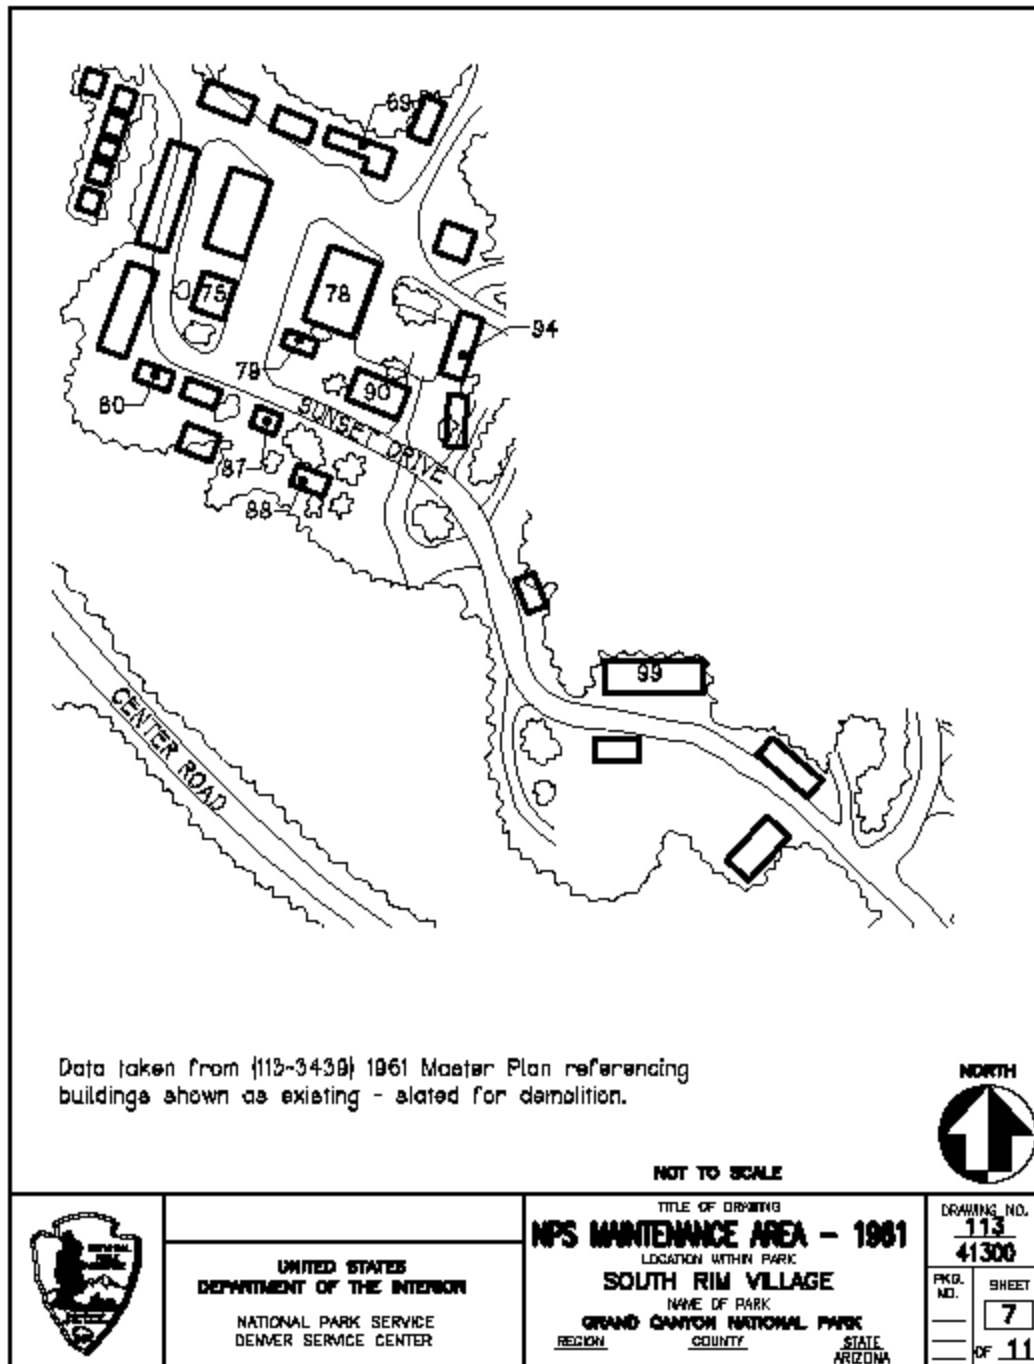 69
75
78
94
79
90
80
SUNSET DRIVE
87
88
99
CENTER ROAD
Data taken from (113-3439) 1961 Master Plan referencing
buildings shown as existing - slated for demolition.
NORTH
NOT TO SCALE
UNITED STATES
DEPARTMENT OF THE INTERIOR
NATIONAL PARK SERVICE
DENVER SERVICE CENTER
TITLE OF DRAWING
NPS MAINTENANCE AREA - 1961
LOCATION WITHIN PARK
SOUTH RIM VILLAGE
NAME OF PARK
GRAND CANYON NATIONAL PARK
REGION COUNTY STATE
ARIZONA
DRAWING NO.
113
41300
PKG. NO.
SHEET
7
OF 11